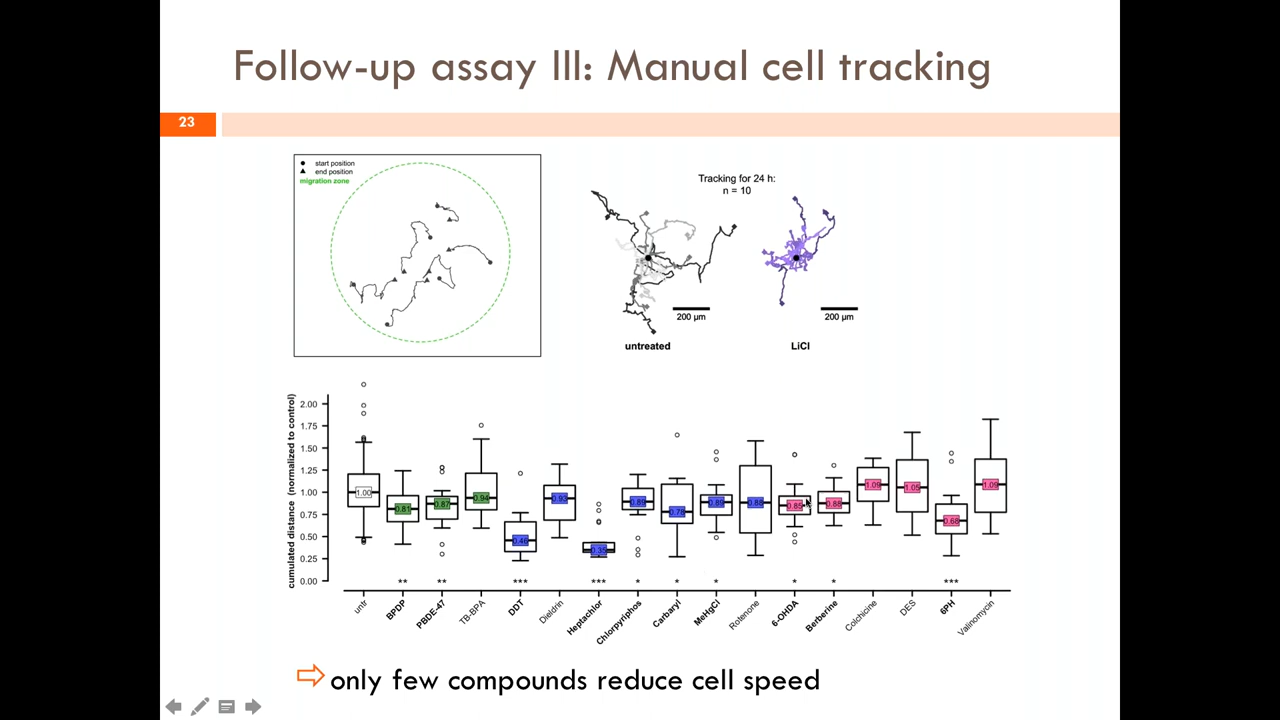 Follow-up assay III: Manual cell tracking
23
start position
end position
migration zone
Tracking for 24 h:
n = 10
200 µm
200 µm
untreated
LiCl
cumulated distance (normalized to control)
2.00
1.75
1.50
1.25
1.00
0.75
0.50
0.25
0.00
1.00
0.81
0.87
0.94
0.46
0.93
0.35
0.89
0.78
0.89
0.88
0.85
0.88
1.09
1.05
0.68
1.09
** ** *** *** * * * * * ***
untr
BPDP
PBDE-47
TB-BPA
DDT
Dieldrin
Heptachlor
Chlorpyriphos
Carbaryl
MeHgCl
Rotenone
6-OHDA
Berberine
Colchicine
DES
6PH
Valinomycin
only few compounds reduce cell speed